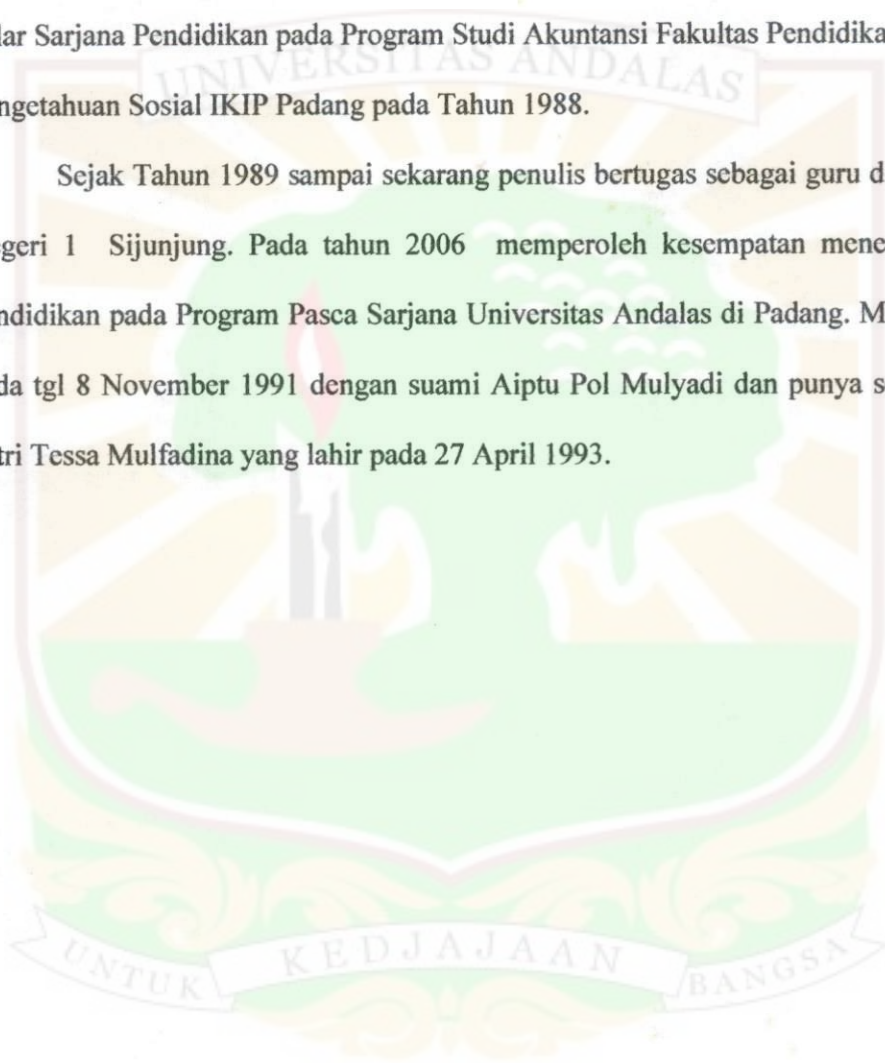 lar Sarjana Pendidikan pada Program Studi Akuntansi Fakultas Pendidika
UNIVERSITAS ANDALAS
ngetahuan Sosial IKIP Padang pada Tahun 1988.
Sejak Tahun 1989 sampai sekarang penulis bertugas sebagai guru d
geri 1 Sijunjung. Pada tahun 2006 memperoleh kesempatan mene
ndidikan pada Program Pasca Sarjana Universitas Andalas di Padang. M
da tgl 8 November 1991 dengan suami Aiptu Pol Mulyadi dan punya s
tri Tessa Mulfadina yang lahir pada 27 April 1993.
UNTUK KEDJAJAAN BANGSA